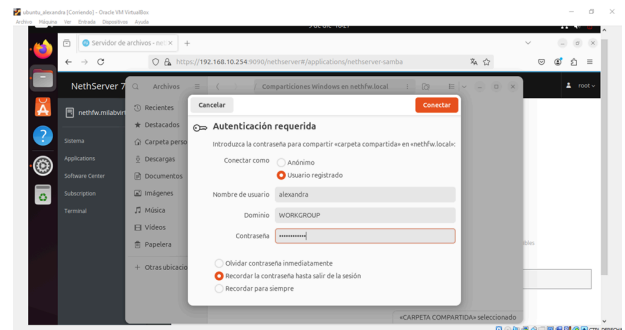 ubuntu_alexandra [Corriendo] - Oracle VM VirtualBox
Archivo Máquina Ver Entrada Dispositivos Ayuda
Servidor de archivos - net
https://192.168.10.254:9090/nethserver#/applications/nethserver-samba
NethServer 7
Archivos
Comparticiones Windows en nethfw.local
root
nethfw.milabvir
Sistema
Applications
Software Center
Subscription
Terminal
Recientes
Destacados
Carpeta perso
Descargas
Documentos
Imágenes
Música
Vídeos
Papelera
Otras ubicacio
Cancelar
Conectar
Autenticación requerida
Introduzca la contraseña para compartir «carpeta compartida» en «nethfw.local»:
Conectar como
Anónimo
Usuario registrado
Nombre de usuario
alexandra
Dominio
WORKGROUP
Contraseña
••••••••••••
Olvidar contraseña inmediatamente
Recordar la contraseña hasta salir de la sesión
Recordar para siempre
«CARPETA COMPARTIDA» seleccionado
CTRL DERECHA